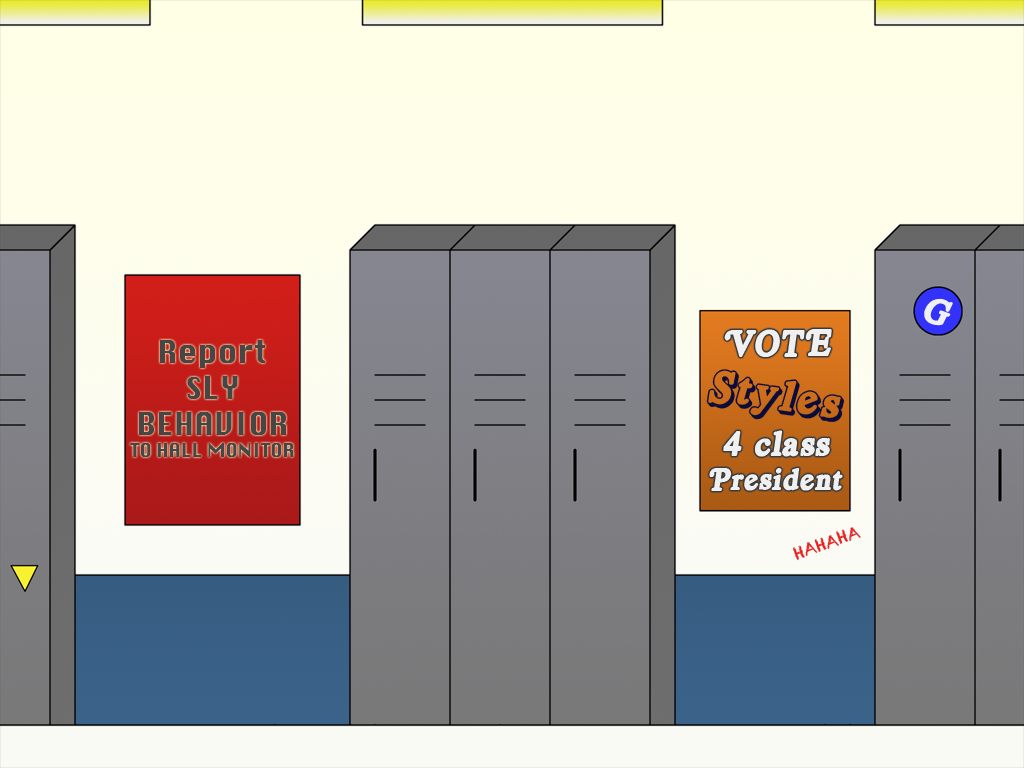 Report
SLY
BEHAVIOR
TO HALL MONITOR
VOTE
Styles
4 class
President
HAHAHA
G